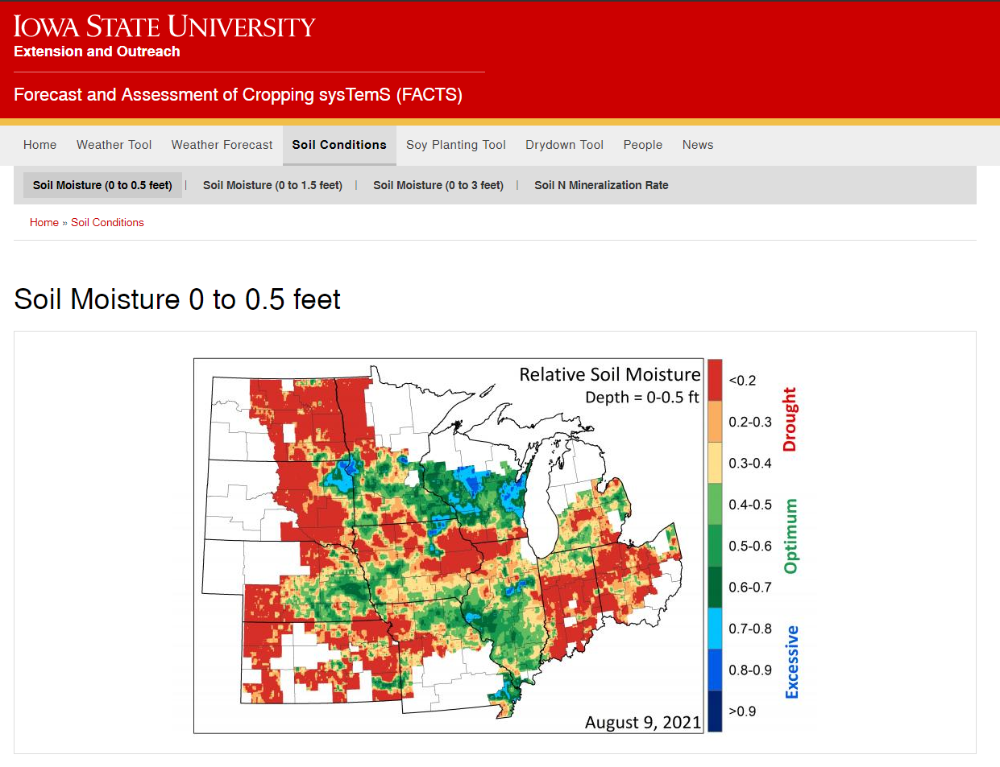 IOWA STATE UNIVERSITY
Extension and Outreach
Forecast and Assessment of Cropping sysTemS (FACTS)
Home Weather Tool Weather Forecast Soil Conditions Soy Planting Tool Drydown Tool People News
Soil Moisture (0 to 0.5 feet) | Soil Moisture (0 to 1.5 feet) | Soil Moisture (0 to 3 feet) | Soil N Mineralization Rate
Home » Soil Conditions
Soil Moisture 0 to 0.5 feet
Relative Soil Moisture
Depth = 0-0.5 ft
<0.2
0.2-0.3
0.3-0.4
0.4-0.5
0.5-0.6
0.6-0.7
0.7-0.8
0.8-0.9
>0.9
Drought
Optimum
Excessive
August 9, 2021